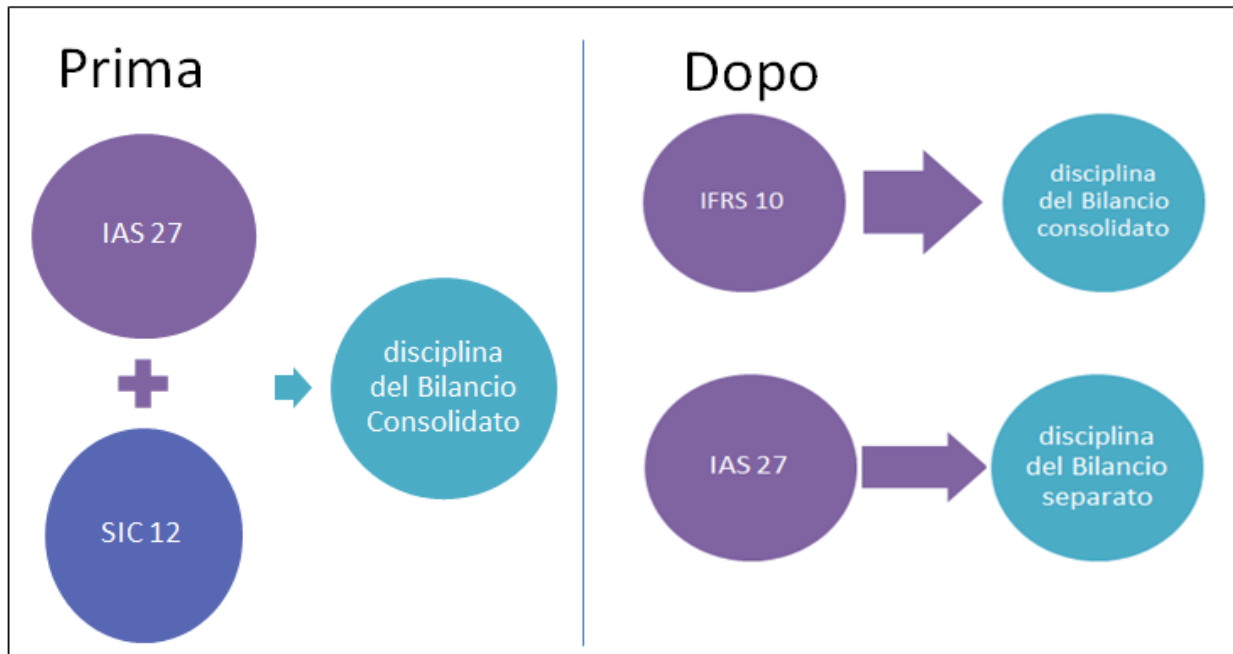 Prima
IAS 27
SIC 12
disciplina
del Bilancio
Consolidato
Dopo
IFRS 10
disciplina
del Bilancio
consolidato
IAS 27
disciplina
del Bilancio
separato